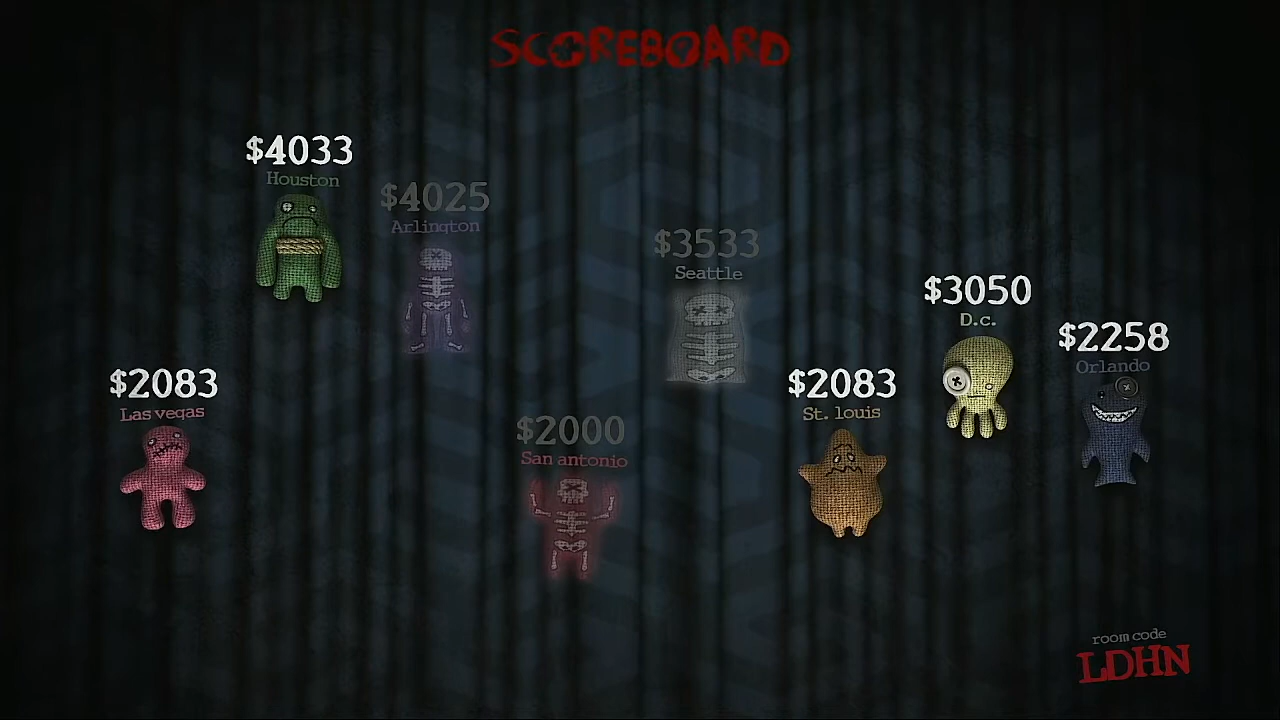 SCOREBOARD
$4033
Houston
$4025
Arlington
$3533
Seattle
$3050
D.c.
$2258
Orlando
$2083
Las vegas
$2083
St. louis
$2000
San antonio
room code
LDHN